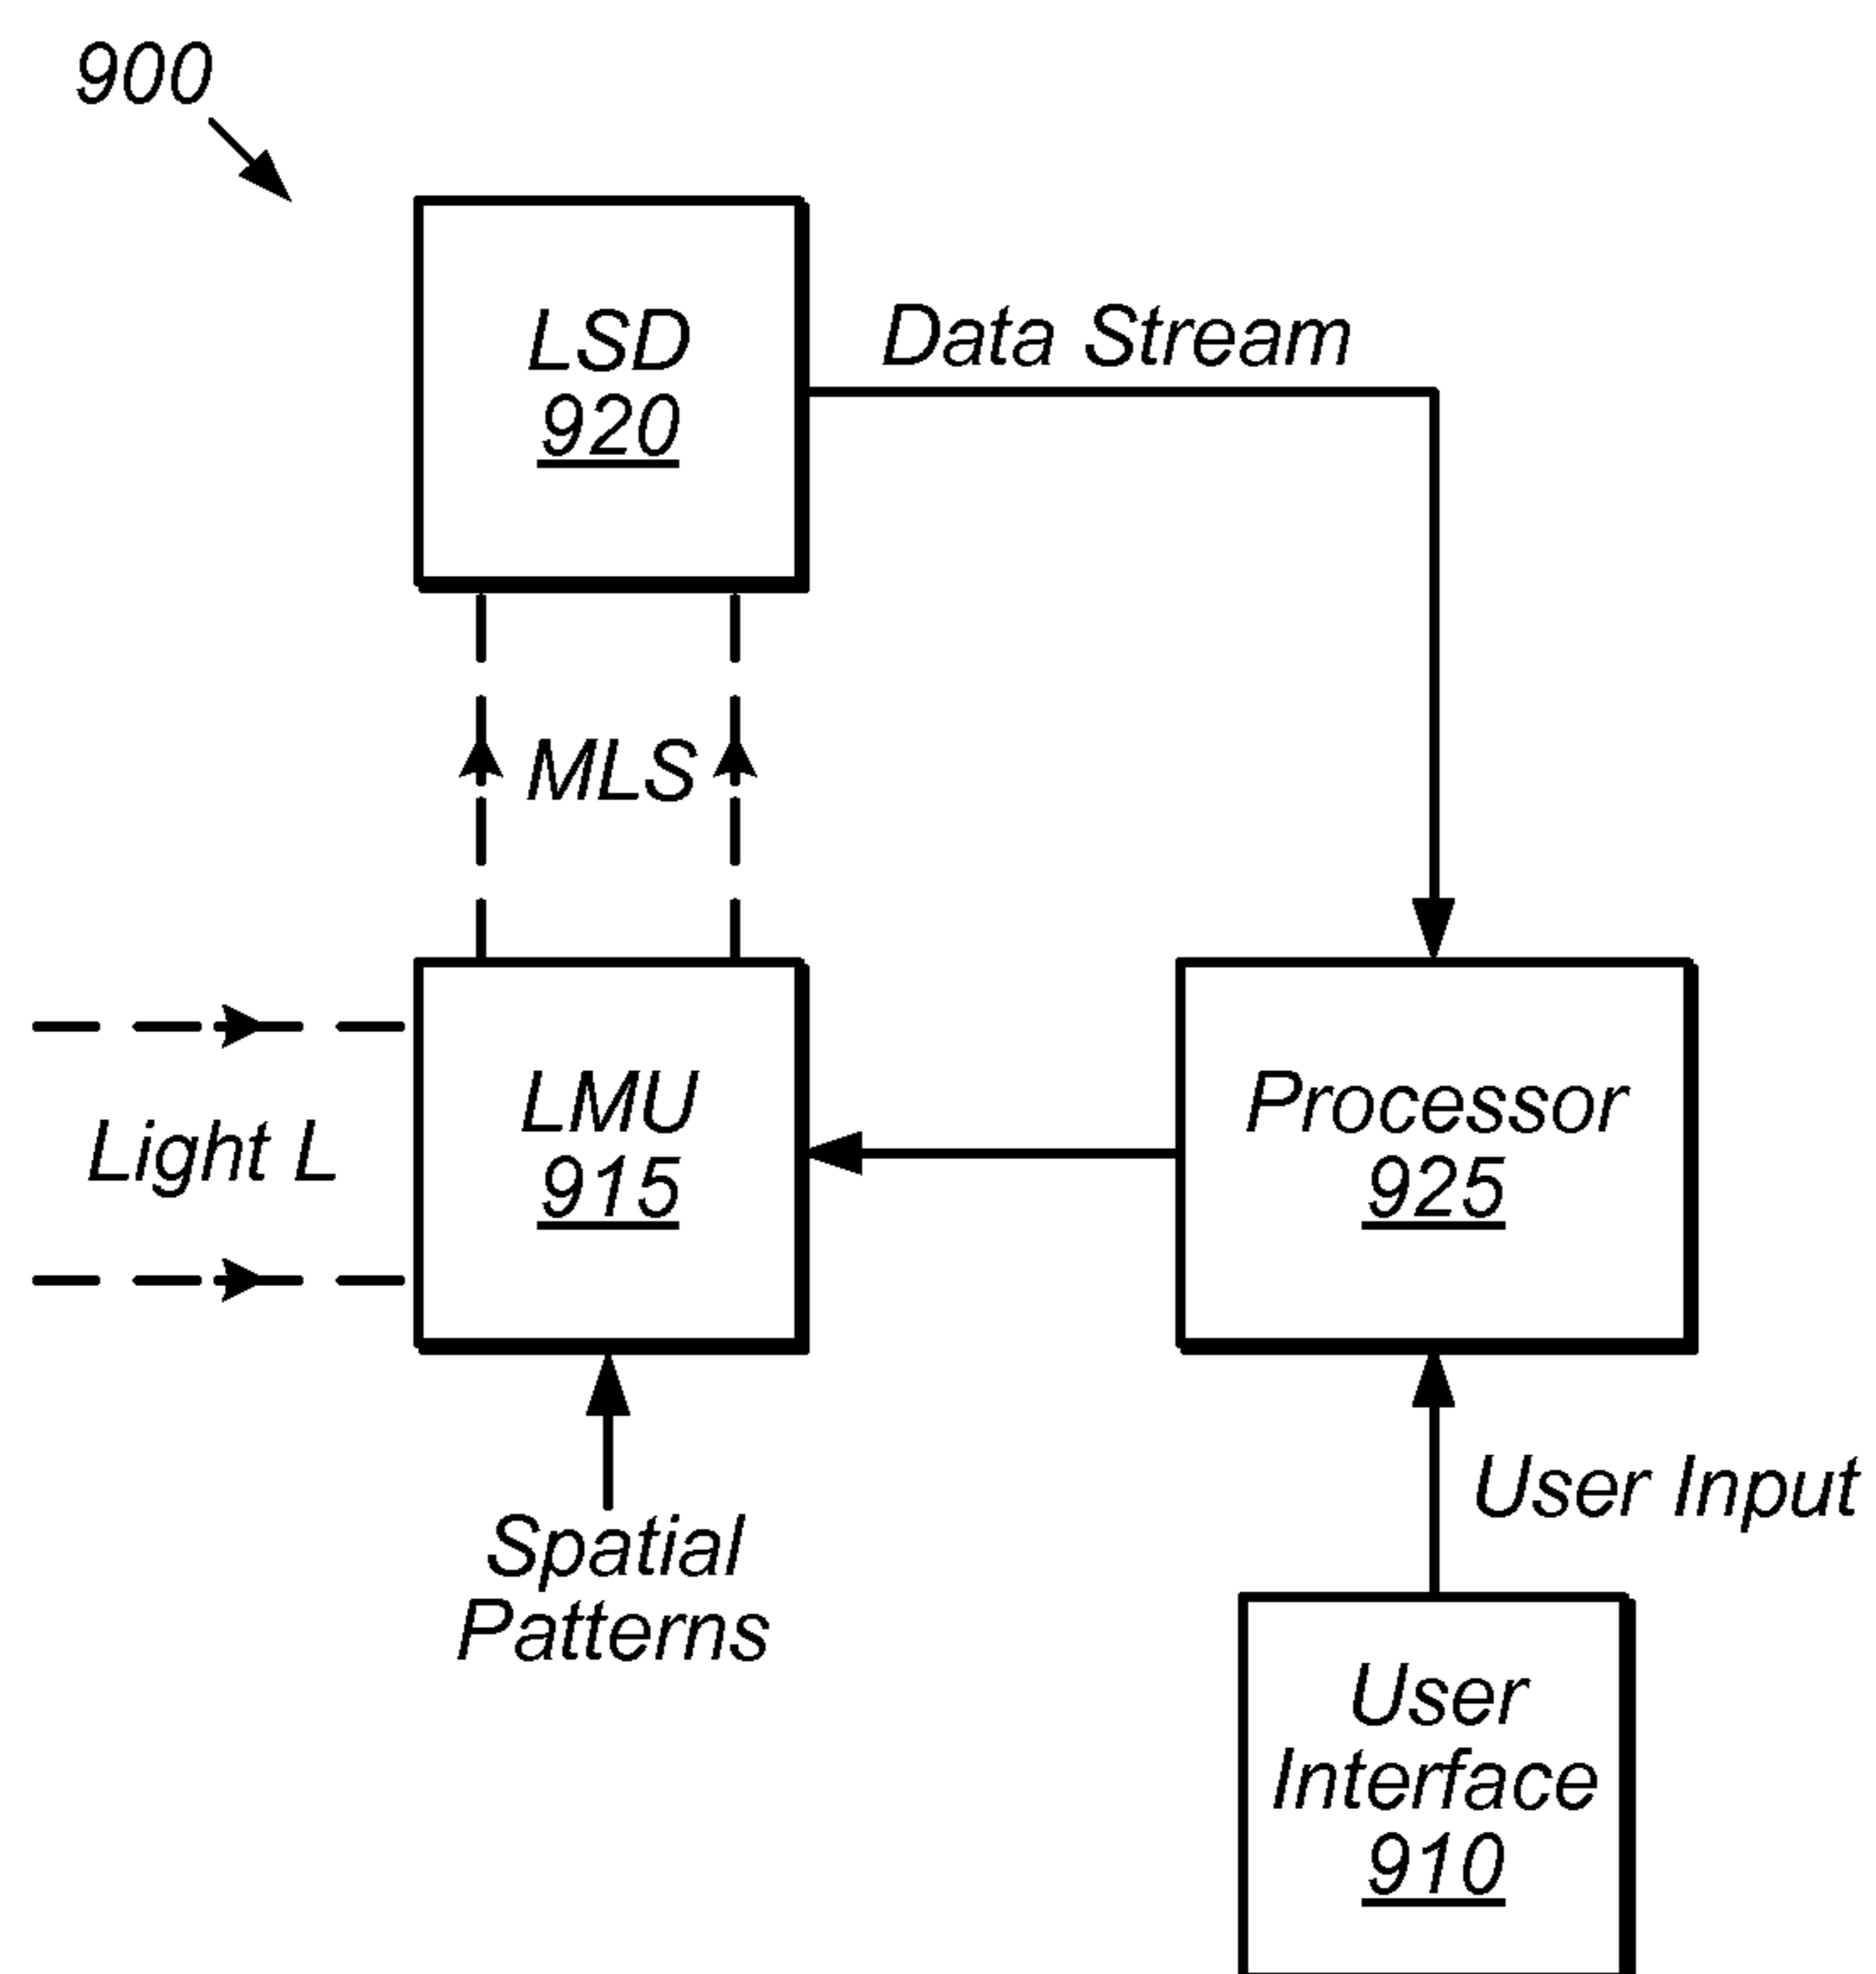 900
LSD
920
Data Stream
MLS
Light L
LMU
915
Processor
925
Spatial
Patterns
User Input
User
Interface
910